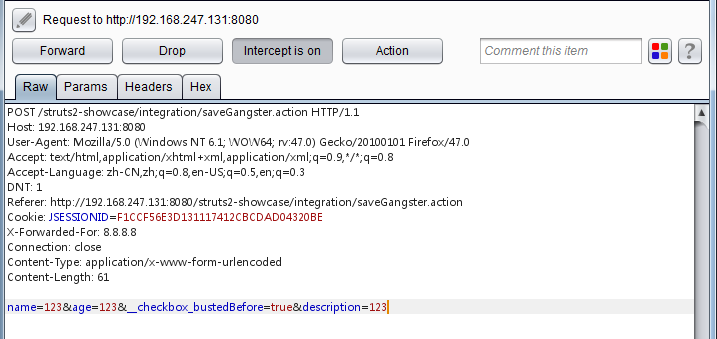 Request to http://192.168.247.131:8080
Forward
Drop
Intercept is on
Action
Comment this item
?
Raw
Params
Headers
Hex
POST /struts2-showcase/integration/saveGangster.action HTTP/1.1
Host: 192.168.247.131:8080
User-Agent: Mozilla/5.0 (Windows NT 6.1; WOW64; rv:47.0) Gecko/20100101 Firefox/47.0
Accept: text/html,application/xhtml+xml,application/xml;q=0.9,*/*;q=0.8
Accept-Language: zh-CN,zh;q=0.8,en-US;q=0.5,en;q=0.3
DNT: 1
Referer: http://192.168.247.131:8080/struts2-showcase/integration/saveGangster.action
Cookie: JSESSIONID=F1CCF56E3D131117412CBCDAD04320BE
X-Forwarded-For: 8.8.8.8
Connection: close
Content-Type: application/x-www-form-urlencoded
Content-Length: 61
name=123&age=123&__checkbox_bustedBefore=true&description=123